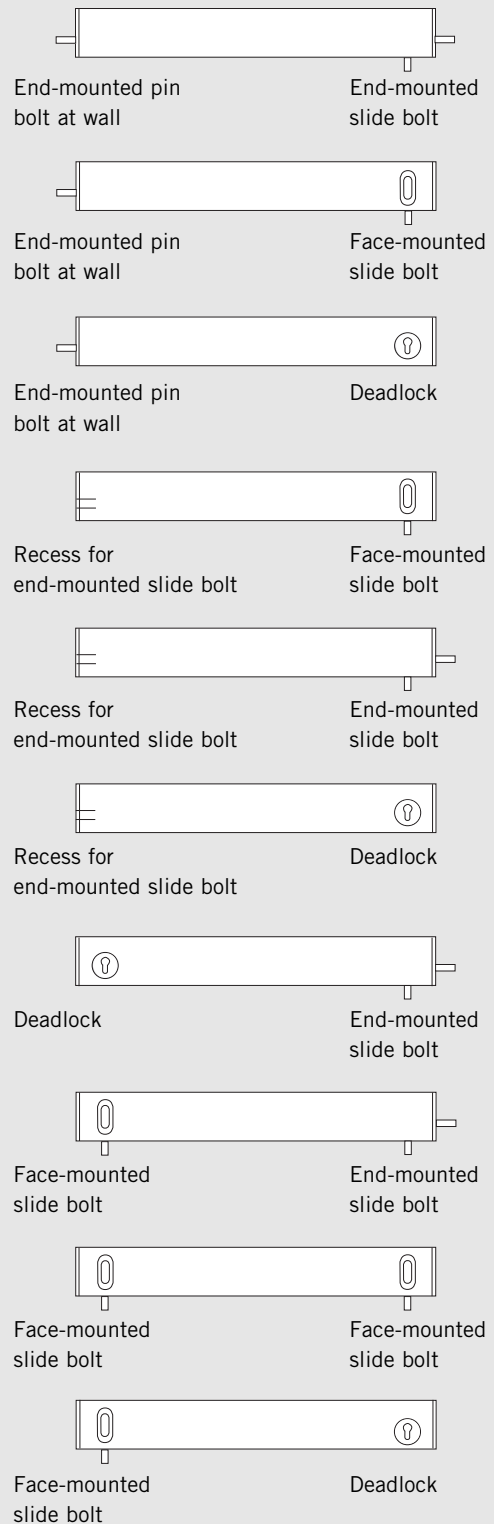 End-mounted pin
bolt at wall
End-mounted
slide bolt
End-mounted pin
bolt at wall
Face-mounted
slide bolt
End-mounted pin
bolt at wall
Deadlock
Recess for
end-mounted slide bolt
Face-mounted
slide bolt
Recess for
end-mounted slide bolt
End-mounted
slide bolt
Recess for
end-mounted slide bolt
Deadlock
Deadlock
End-mounted
slide bolt
Face-mounted
slide bolt
End-mounted
slide bolt
Face-mounted
slide bolt
Face-mounted
slide bolt
Face-mounted
slide bolt
Deadlock